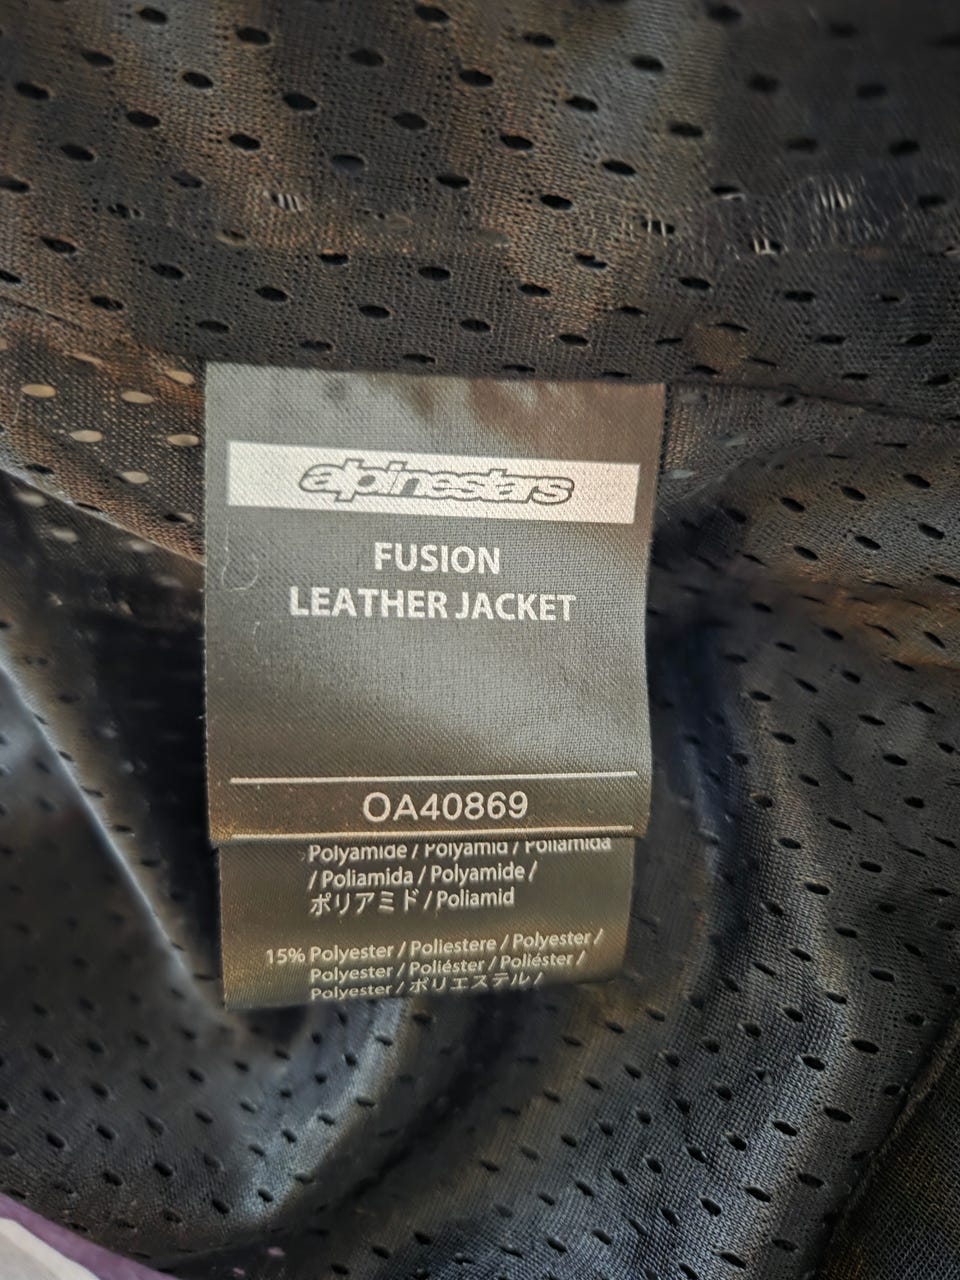 alpinestars
FUSION
LEATHER JACKET
OA40869
Polyamide / Polyamid / Poliamida
/ Poliamida / Polyamide /
ポリアミド / Poliamid
15% Polyester / Poliestere / Polyester /
Polyester / Poliéster / Poliéster /
Polyester / ポリエステル /